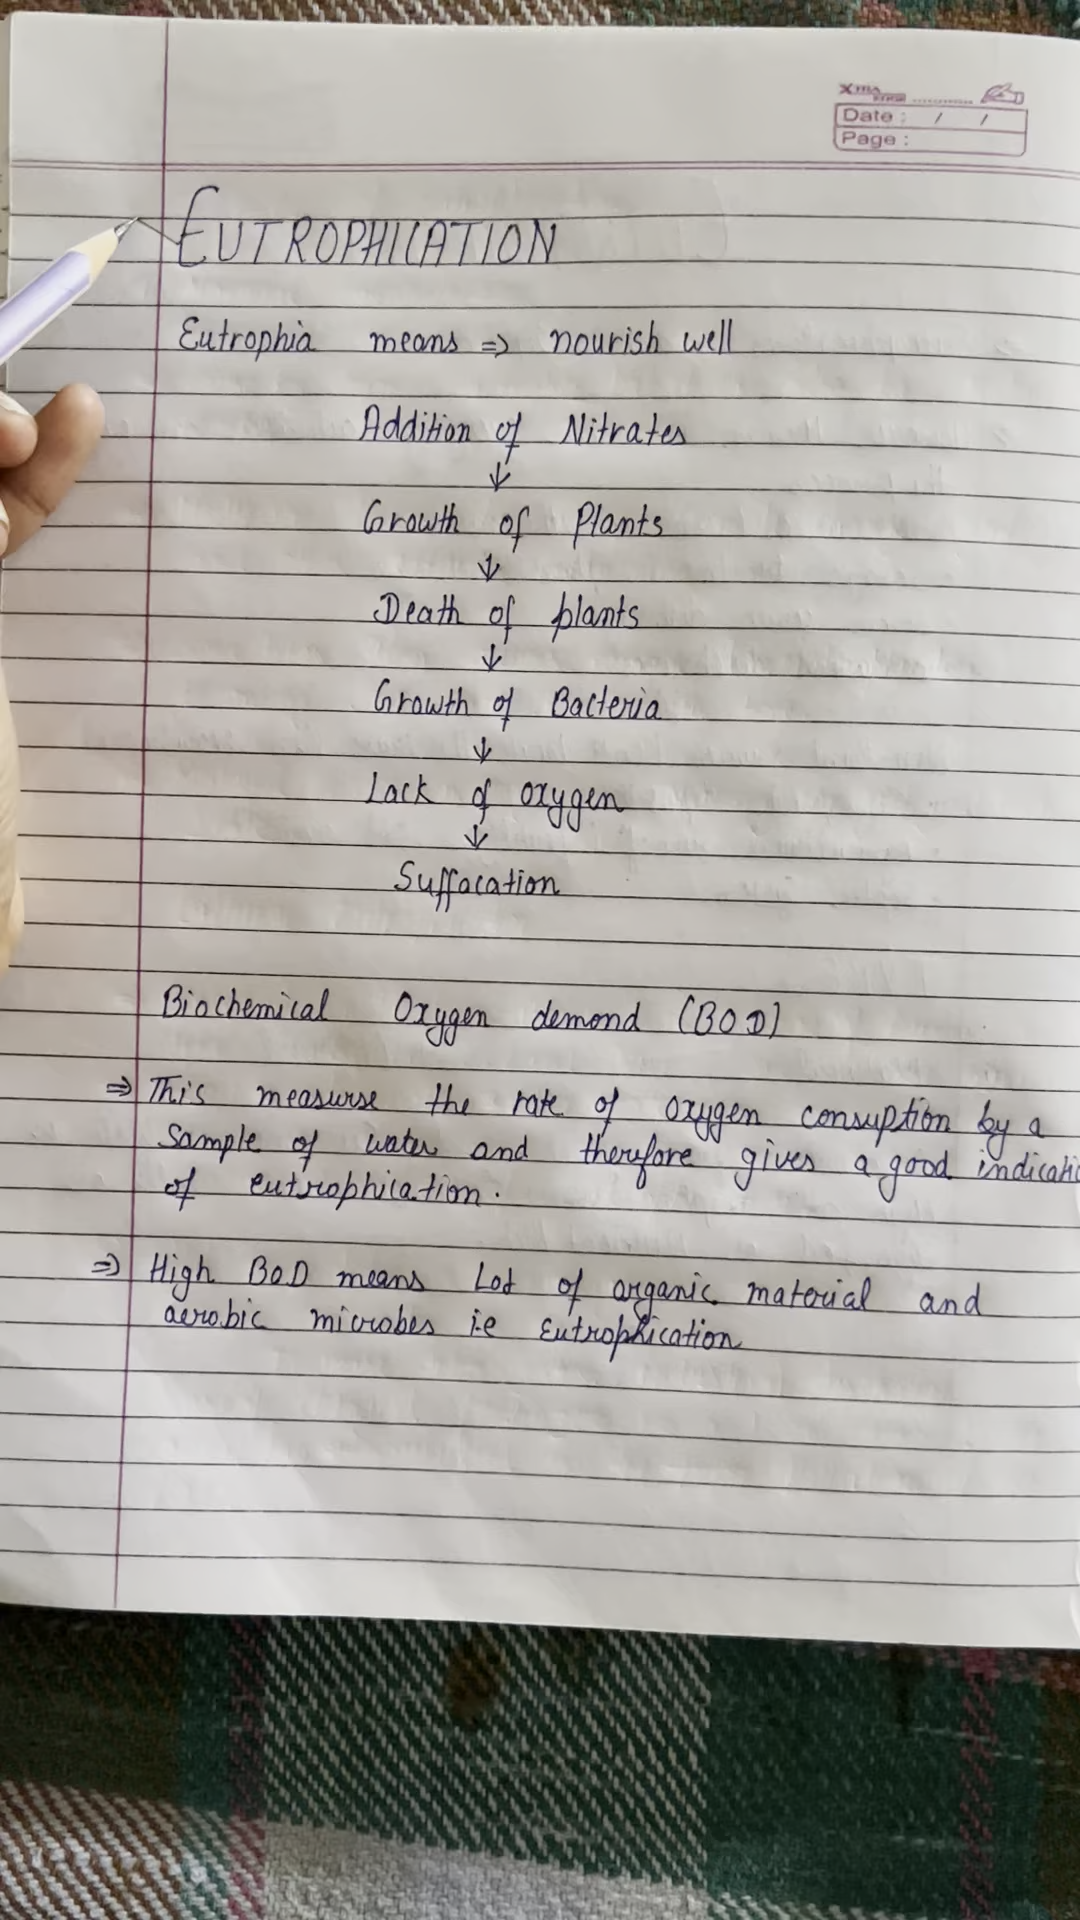 Date : / /
Page :
EUTROPHICATION
Eutrophia means ⇒ nourish well
Addition of Nitrates
↓
Growth of Plants
↓
Death of plants
↓
Growth of Bacteria
↓
Lack of oxygen
↓
Suffocation
Biochemical Oxygen demond (BOD)
⇒ This measurse the rate of oxygen consuption by a
sample of water and therefore gives a good indicati
of eutrophication.
⇒ High BOD means Lot of organic material and
aerobic microbes i.e Eutrophication